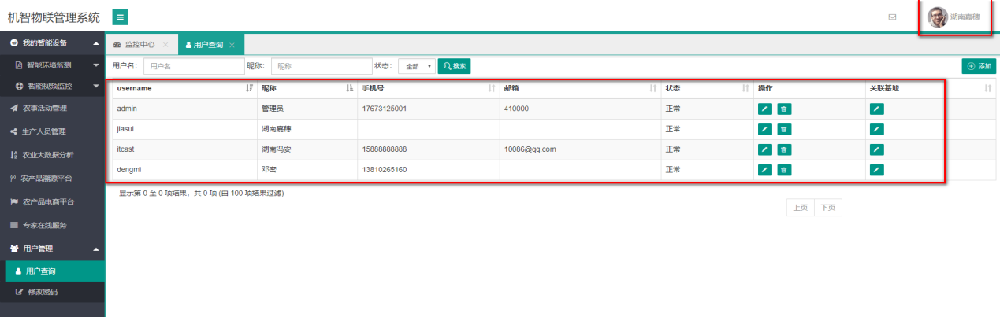 机智物联管理系统
湖南嘉穗
我的智能设备
监控中心 ×
用户查询 ×
智能环境监测
用户名: 用户名 昵称: 昵称 状态: 全部 搜索 添加
智能视频监控
username 昵称 手机号 邮箱 状态 操作 关联基地
农事活动管理
admin 管理员 17673125001 410000 正常
生产人员管理
jiasui 湖南嘉穗 正常
农业大数据分析
itcast 湖南冯安 15888888888 10086@qq.com 正常
dengmi 邓密 13810265160 正常
农产品溯源平台
显示第 0 至 0 项结果，共 0 项 (由 100 项结果过滤)
农产品电商平台
上页 下页
专家在线服务
用户管理
用户查询
修改密码